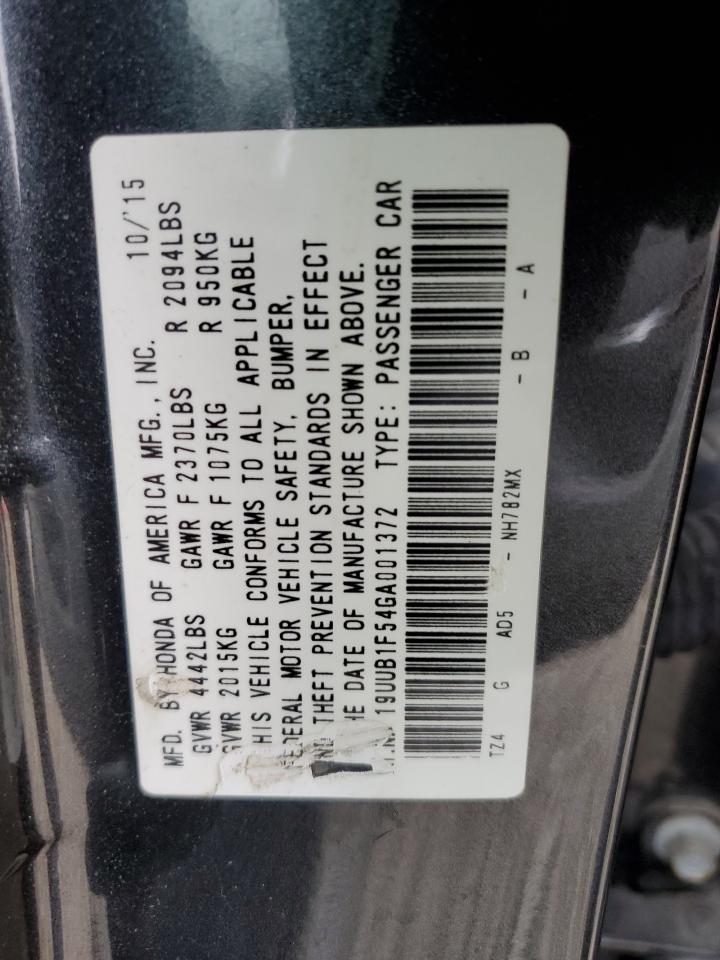 MFD. BY HONDA OF AMERICA MFG., INC. 10/'15
GVWR 4442LBS GAWR F 2370LBS R 2094LBS
GVWR 2015KG GAWR F 1075KG R 950KG
THIS VEHICLE CONFORMS TO ALL APPLICABLE
FEDERAL MOTOR VEHICLE SAFETY, BUMPER,
AND THEFT PREVENTION STANDARDS IN EFFECT
THE DATE OF MANUFACTURE SHOWN ABOVE.
19UUB1F54GA001372 TYPE: PASSENGER CAR
TZ4 G AD5 - NH782MX - B - A